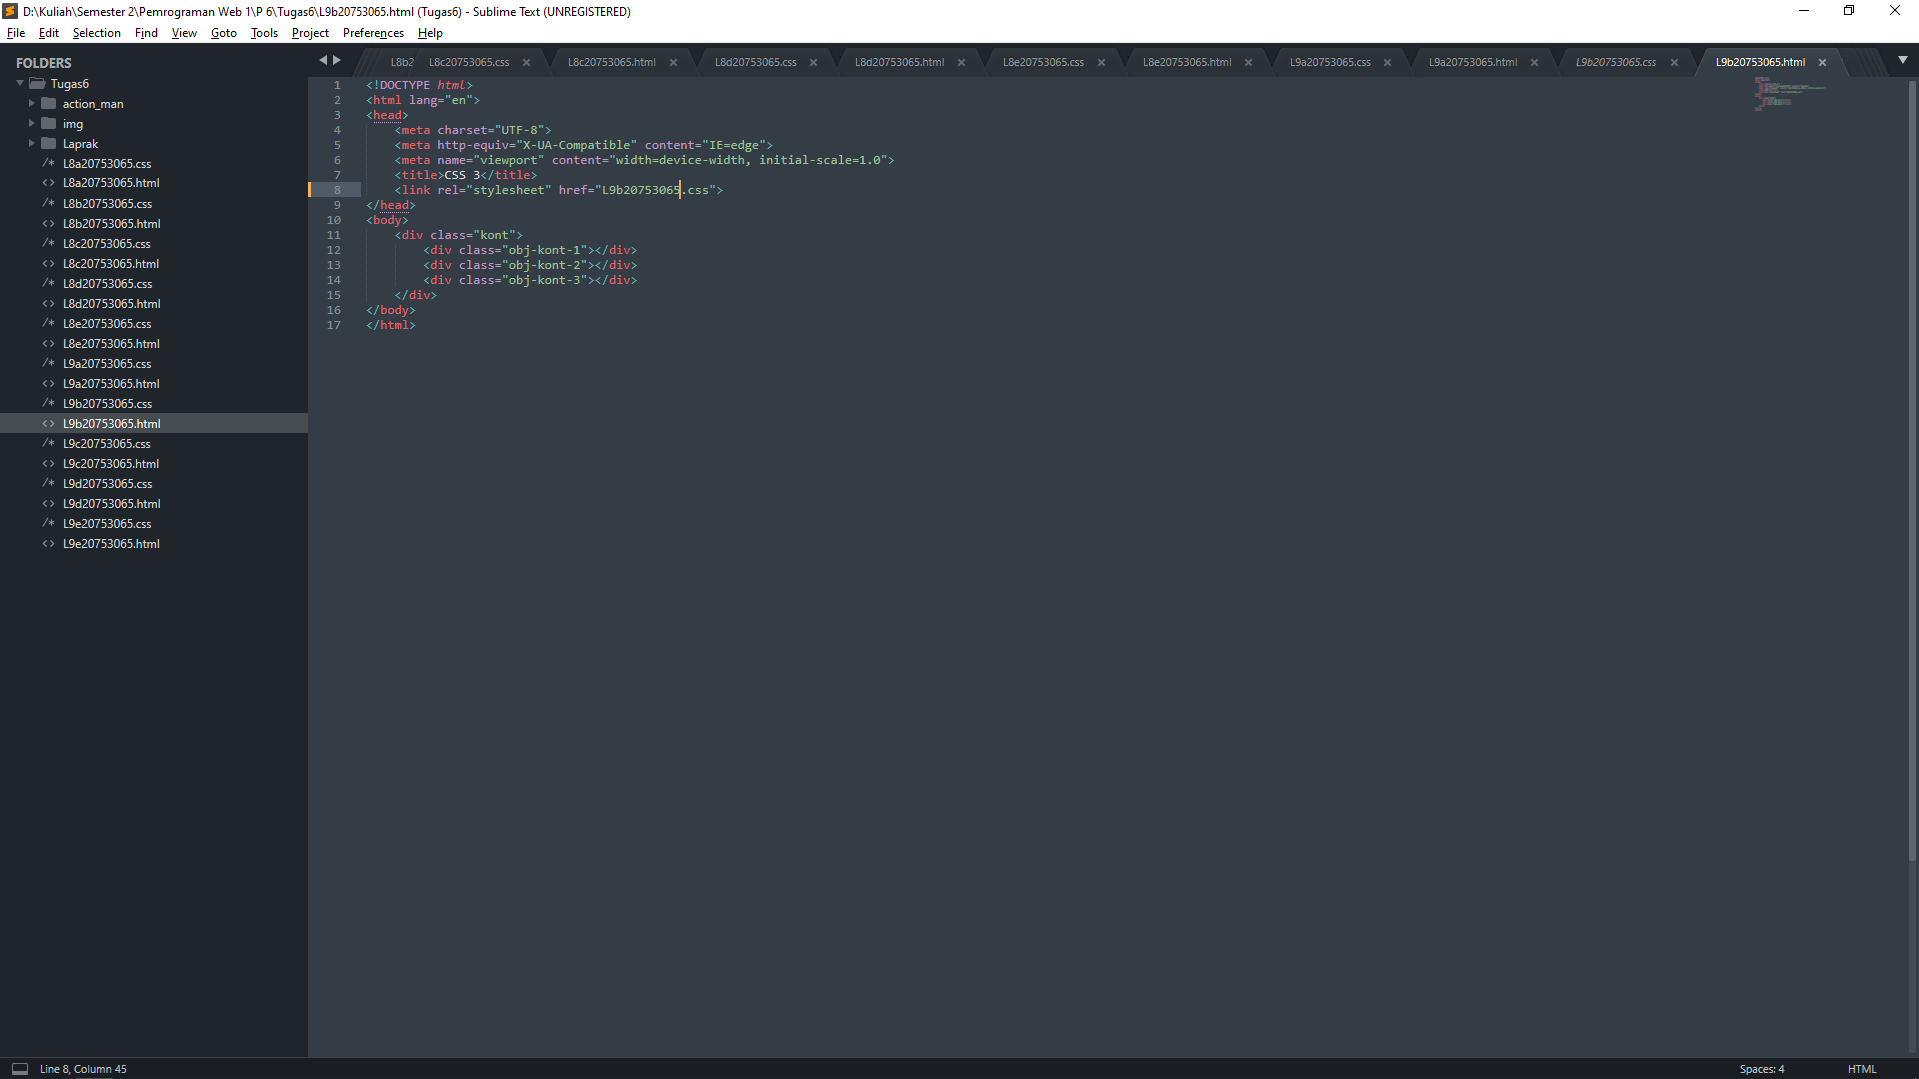 D:\Kuliah\Semester 2\Pemrograman Web 1\P 6\Tugas6\L9b20753065.html (Tugas6) - Sublime Text (UNREGISTERED)
File Edit Selection Find View Goto Tools Project Preferences Help
FOLDERS
Tugas6
action_man
img
Laprak
/* L8a20753065.css
<> L8a20753065.html
/* L8b20753065.css
<> L8b20753065.html
/* L8c20753065.css
<> L8c20753065.html
/* L8d20753065.css
<> L8d20753065.html
/* L8e20753065.css
<> L8e20753065.html
/* L9a20753065.css
<> L9a20753065.html
/* L9b20753065.css
<> L9b20753065.html
/* L9c20753065.css
<> L9c20753065.html
/* L9d20753065.css
<> L9d20753065.html
/* L9e20753065.css
<> L9e20753065.html
L8b2 L8c20753065.css L8c20753065.html L8d20753065.css L8d20753065.html L8e20753065.css L8e20753065.html L9a20753065.css L9a20753065.html L9b20753065.css L9b20753065.html
1 <!DOCTYPE html>
2 <html lang="en">
3 <head>
4 <meta charset="UTF-8">
5 <meta http-equiv="X-UA-Compatible" content="IE=edge">
6 <meta name="viewport" content="width=device-width, initial-scale=1.0">
7 <title>CSS 3</title>
8 <link rel="stylesheet" href="L9b20753065.css">
9 </head>
10 <body>
11 <div class="kont">
12 <div class="obj-kont-1"></div>
13 <div class="obj-kont-2"></div>
14 <div class="obj-kont-3"></div>
15 </div>
16 </body>
17 </html>
Line 8, Column 45
Spaces: 4
HTML